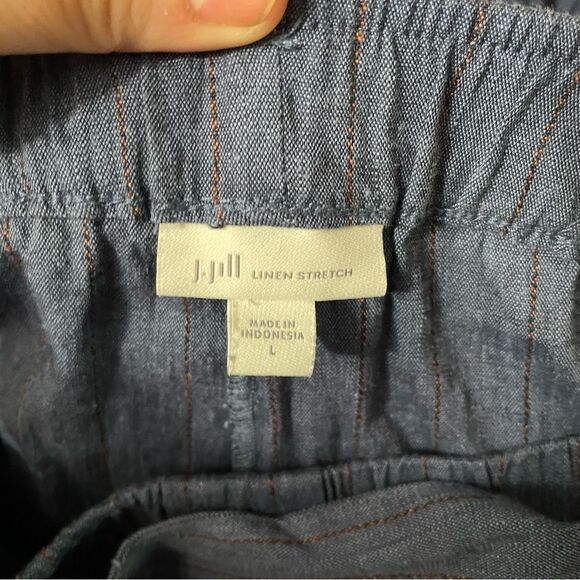 J.Jill LINEN STRETCH
MADE IN
INDONESIA
L